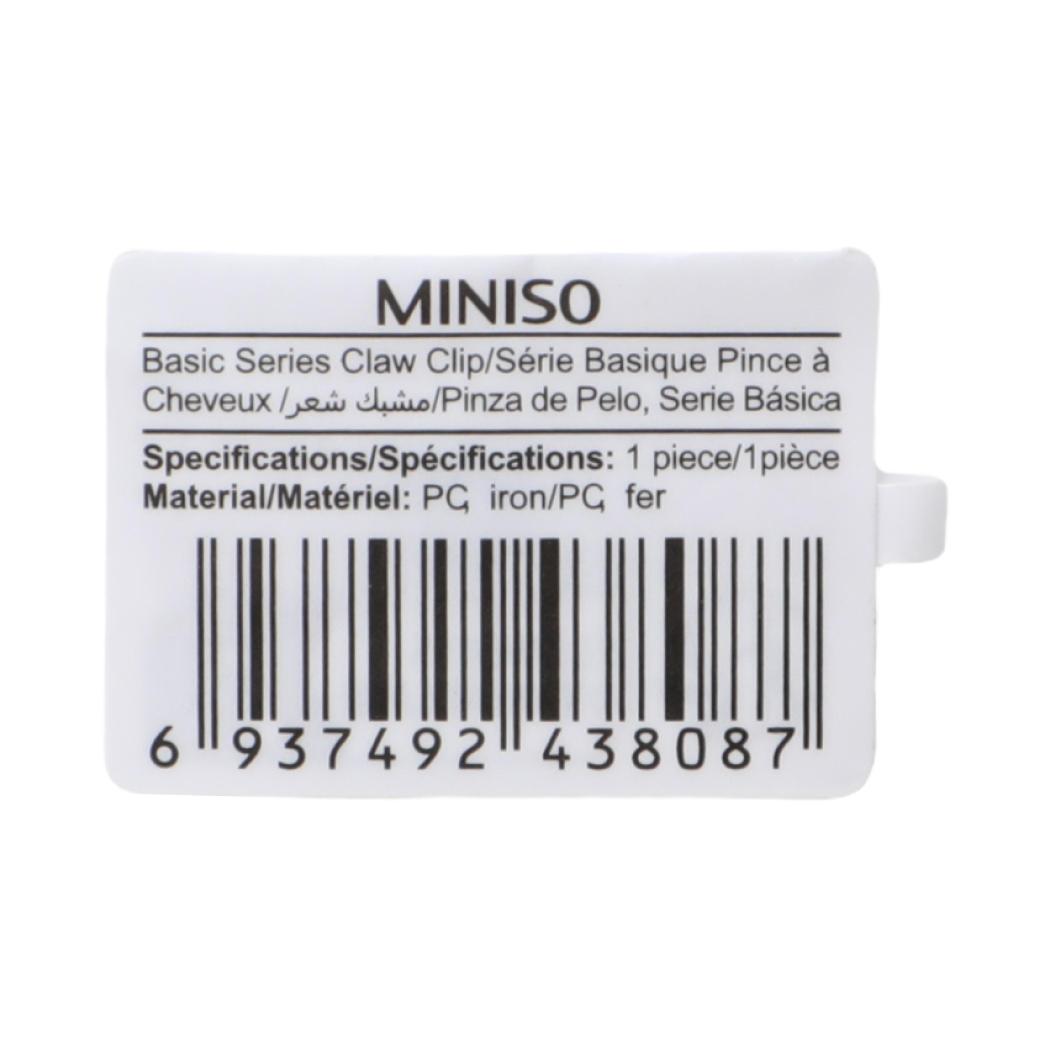 MINISO
Basic Series Claw Clip/Série Basique Pince à
Cheveux /مشبك شعر/Pinza de Pelo, Serie Básica
Specifications/Spécifications: 1 piece/1pièce
Material/Matériel: PC, iron/PC, fer
6 937492 438087